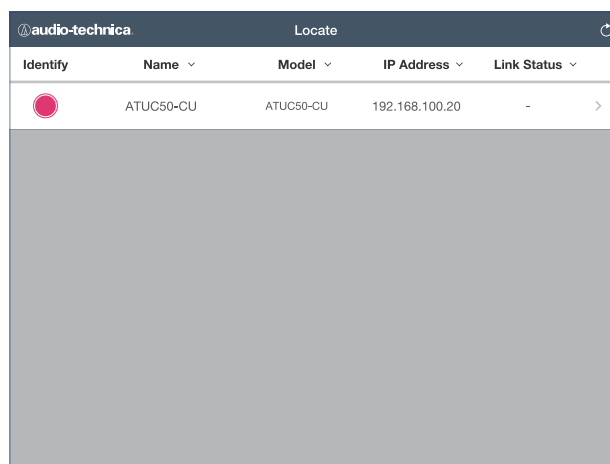 audio-technica.
Locate
Identify Name Model IP Address Link Status
ATUC50-CU ATUC50-CU 192.168.100.20 -